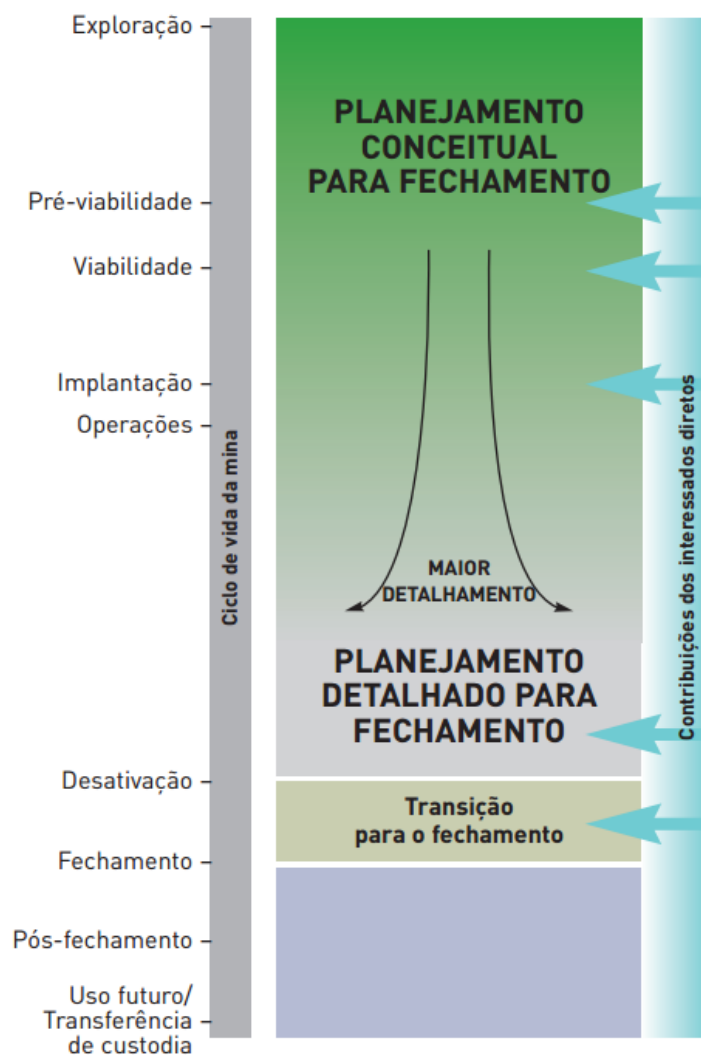 Exploração
Pré-viabilidade
Viabilidade
Implantação
Operações
Desativação
Fechamento
Pós-fechamento
Uso futuro/
Transferência
de custodia
Ciclo de vida da mina
PLANEJAMENTO
CONCEITUAL
PARA FECHAMENTO
MAIOR
DETALHAMENTO
PLANEJAMENTO
DETALHADO PARA
FECHAMENTO
Transição
para o fechamento
Contribuições dos interessados diretos